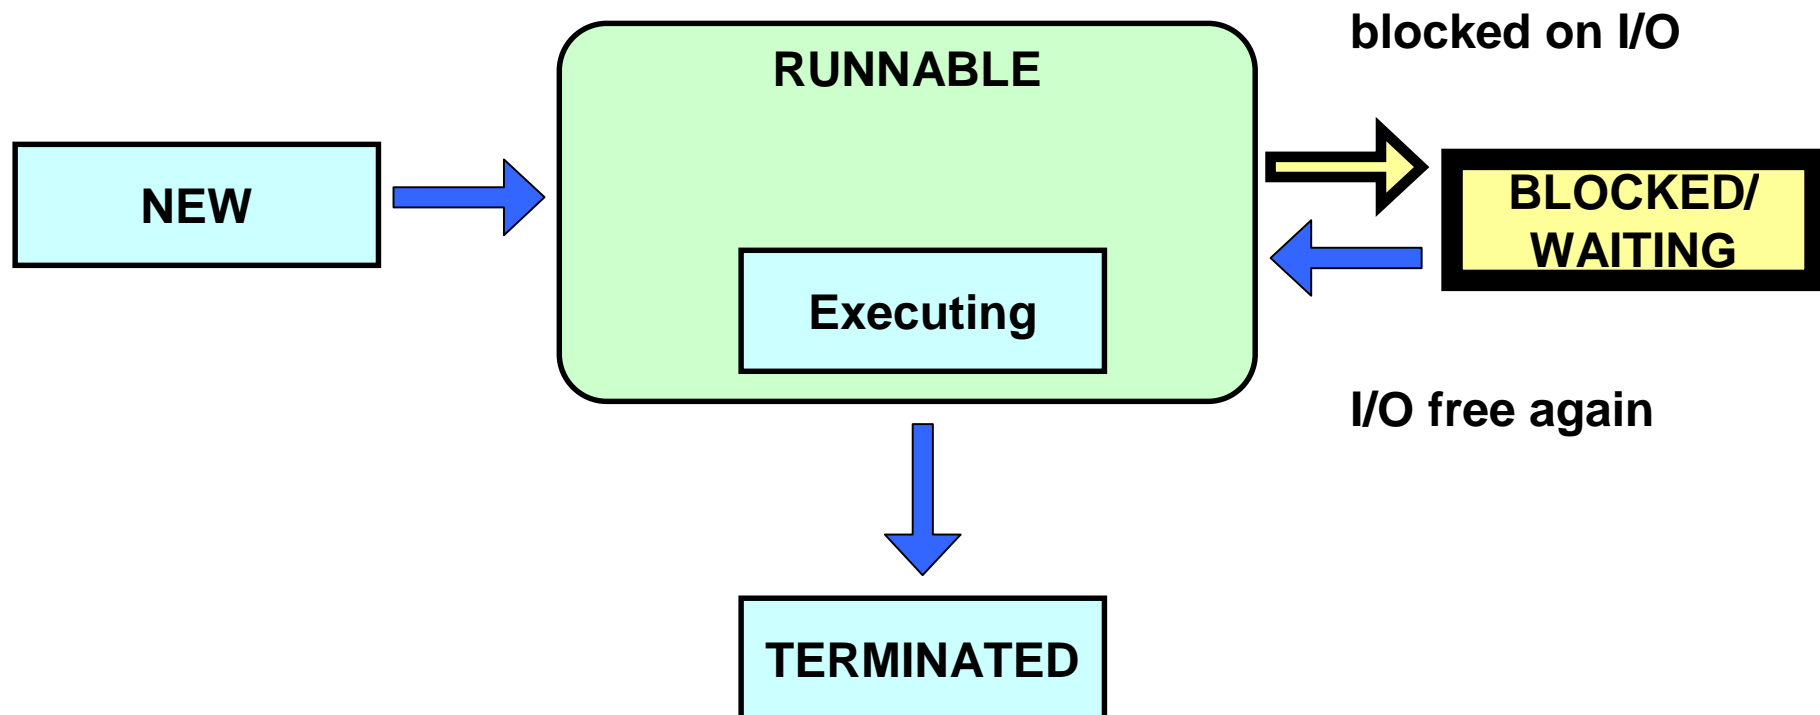 blocked on I/O
RUNNABLE
NEW
BLOCKED/
WAITING
Executing
I/O free again
TERMINATED